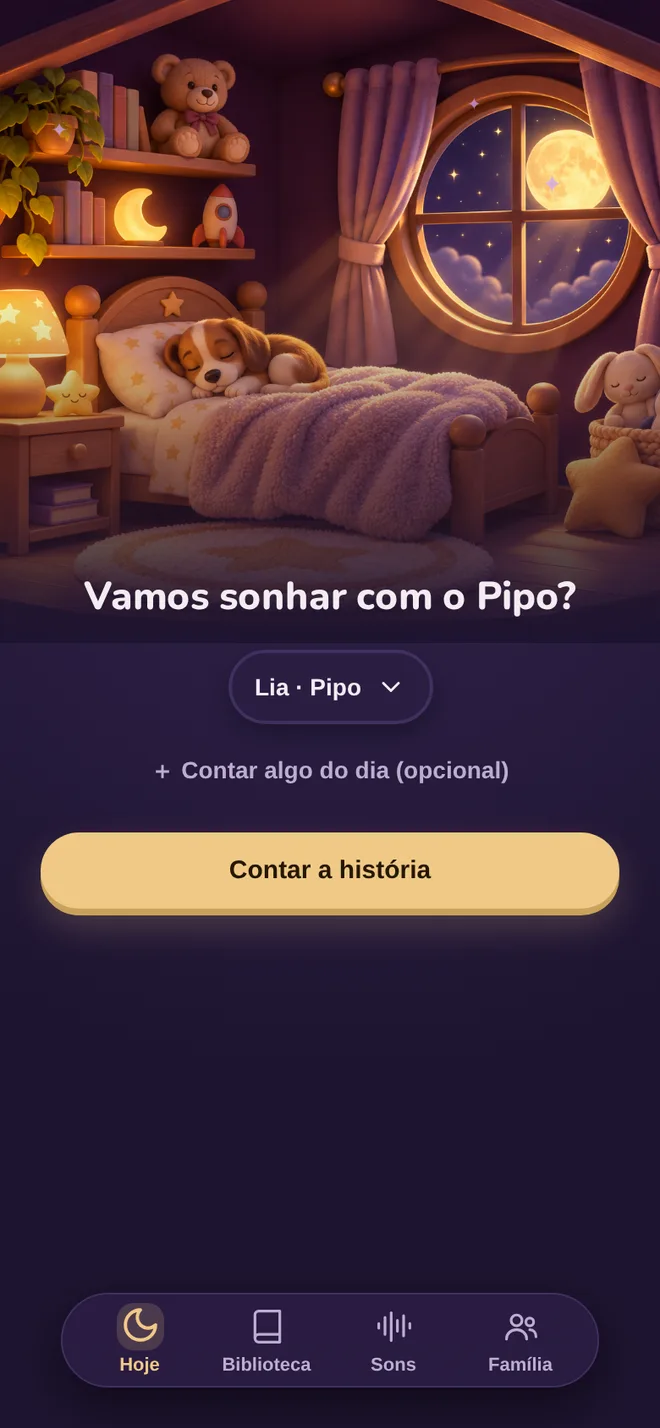 Vamos sonhar com o Pipo?
Lia · Pipo
+ Contar algo do dia (opcional)
Contar a história
Hoje
Biblioteca
Sons
Família